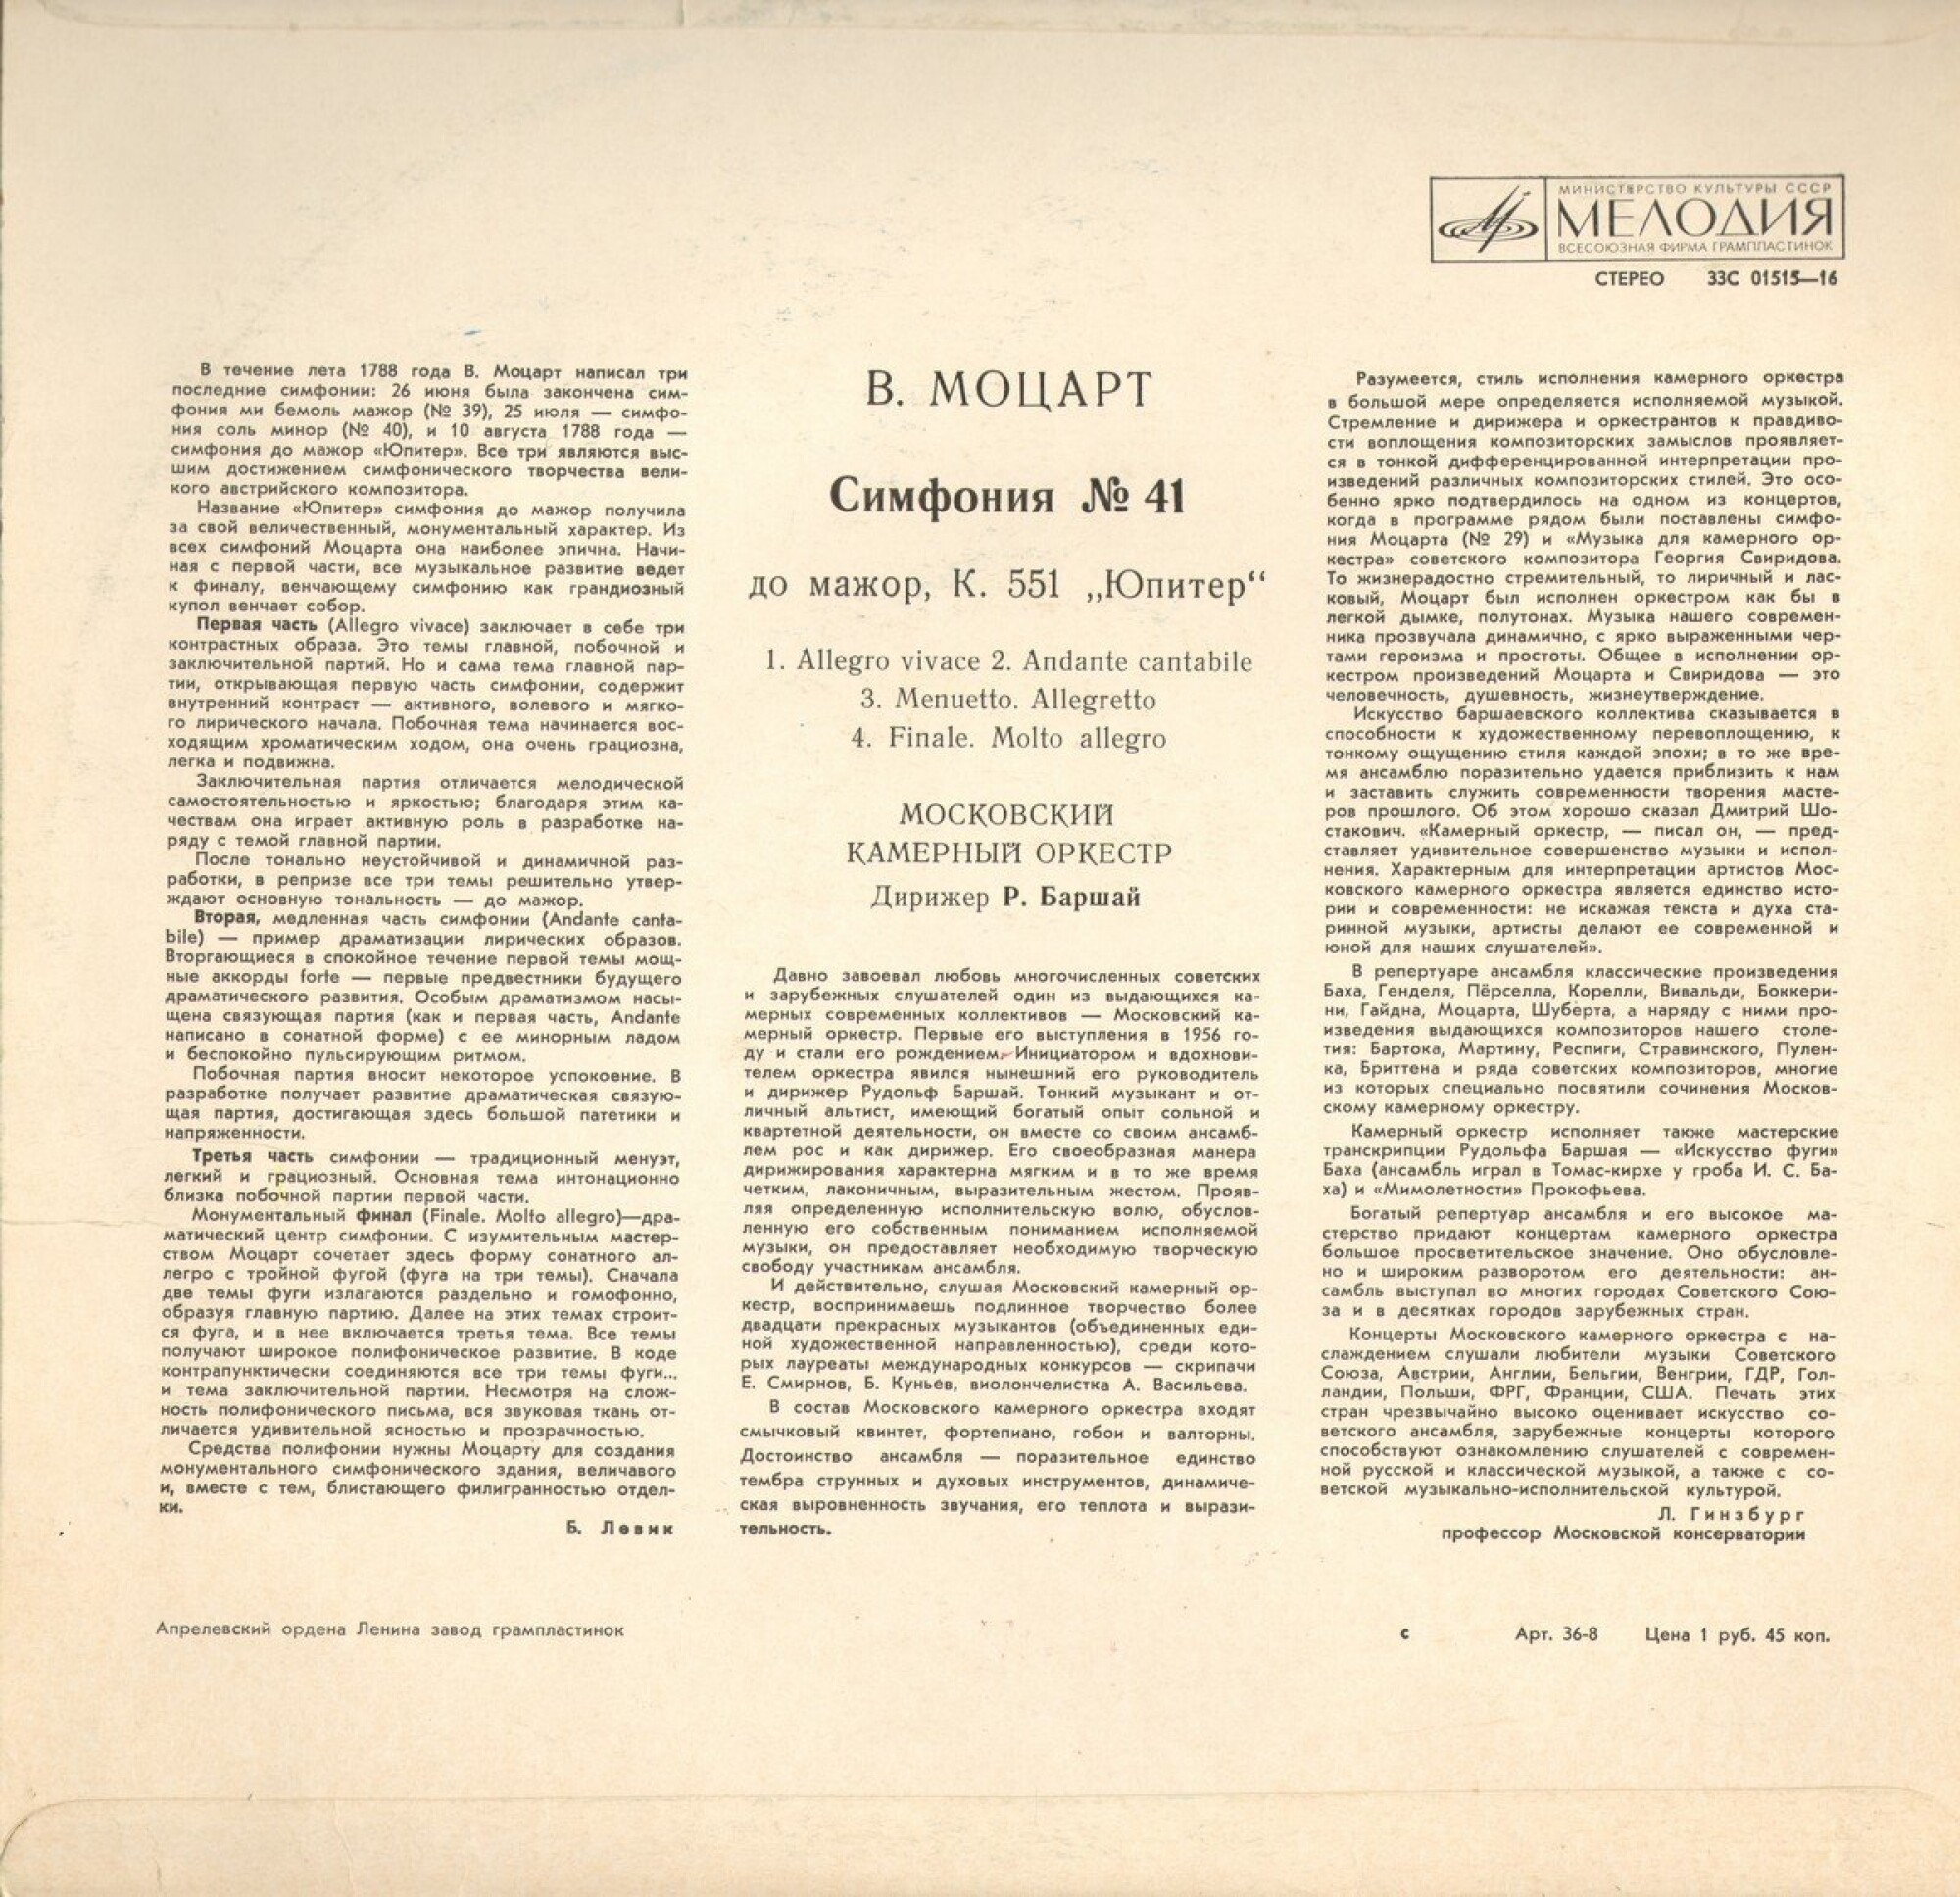 МИНИСТЕРСТВО КУЛЬТУРЫ СССР
МЕЛОДИЯ
ВСЕСОЮЗНАЯ ФИРМА ГРАМПЛАСТИНОК
СТЕРЕО 33С 01515—16
В течение лета 1788 года В. Моцарт написал три
последние симфонии: 26 июня была закончена сим-
фония ми бемоль мажор (№ 39), 25 июля — симфо-
ния соль минор (№ 40), и 10 августа 1788 года —
симфония до мажор «Юпитер». Все три являются выс-
шим достижением симфонического творчества вели-
кого австрийского композитора.
Название «Юпитер» симфония до мажор получила
за свой величественный, монументальный характер. Из
всех симфоний Моцарта она наиболее эпична. Начи-
ная с первой части, все музыкальное развитие ведет
к финалу, венчающему симфонию как грандиозный
купол венчает собор.
Первая часть (Allegro vivace) заключает в себе три
контрастных образа. Это темы главной, побочной и
заключительной партий. Но и сама тема главной пар-
тии, открывающая первую часть симфонии, содержит
внутренний контраст — активного, волевого и мягко-
го лирического начала. Побочная тема начинается вос-
ходящим хроматическим ходом, она очень грациозна,
легка и подвижна.
Заключительная партия отличается мелодической
самостоятельностью и яркостью; благодаря этим ка-
чествам она играет активную роль в разработке на-
ряду с темой главной партии.
После тонально неустойчивой и динамичной раз-
работки, в репризе все три темы решительно утвер-
ждают основную тональность — до мажор.
Вторая, медленная часть симфонии (Andante canta-
bile) — пример драматизации лирических образов.
Вторгающиеся в спокойное течение первой темы мощ-
ные аккорды forte — первые предвестники будущего
драматического развития. Особым драматизмом насы-
щена связующая партия (как и первая часть, Andante
написано в сонатной форме) с ее минорным ладом
и беспокойно пульсирующим ритмом.
Побочная партия вносит некоторое успокоение. В
разработке получает развитие драматическая связую-
щая партия, достигающая здесь большой патетики и
напряженности.
Третья часть симфонии — традиционный менуэт,
легкий и грациозный. Основная тема интонационно
близка побочной партии первой части.
Монументальный финал (Finale. Molto allegro)—дра-
матический центр симфонии. С изумительным мастер-
ством Моцарт сочетает здесь форму сонатного ал-
легро с тройной фугой (фуга на три темы). Сначала
две темы фуги излагаются раздельно и гомофонно,
образуя главную партию. Далее на этих темах строит-
ся фуга, и в нее включается третья тема. Все темы
получают широкое полифоническое развитие. В коде
контрапунктически соединяются все три темы фуги...
и тема заключительной партии. Несмотря на слож-
ность полифонического письма, вся звуковая ткань от-
личается удивительной ясностью и прозрачностью.
Средства полифонии нужны Моцарту для создания
монументального симфонического здания, величавого
и, вместе с тем, блистающего филигранностью отдел-
ки.
Б. Левик
В. МОЦАРТ
Симфония № 41
до мажор, К. 551 „Юпитер“
1. Allegro vivace 2. Andante cantabile
3. Menuetto. Allegretto
4. Finale. Molto allegro
МОСКОВСКИЙ
КАМЕРНЫЙ ОРКЕСТР
Дирижер Р. Баршай
Давно завоевал любовь многочисленных советских
и зарубежных слушателей один из выдающихся ка-
мерных современных коллективов — Московский ка-
мерный оркестр. Первые его выступления в 1956 го-
ду и стали его рождением. Инициатором и вдохнови-
телем оркестра явился нынешний его руководитель
и дирижер Рудольф Баршай. Тонкий музыкант и от-
личный альтист, имеющий богатый опыт сольной и
квартетной деятельности, он вместе со своим ансамб-
лем рос и как дирижер. Его своеобразная манера
дирижирования характерна мягким и в то же время
четким, лаконичным, выразительным жестом. Прояв-
ляя определенную исполнительскую волю, обуслов-
ленную его собственным пониманием исполняемой
музыки, он предоставляет необходимую творческую
свободу участникам ансамбля.
И действительно, слушая Московский камерный ор-
кестр, воспринимаешь подлинное творчество более
двадцати прекрасных музыкантов (объединенных еди-
ной художественной направленностью), среди кото-
рых лауреаты международных конкурсов — скрипачи
Е. Смирнов, Б. Куньев, виолончелистка А. Васильева.
В состав Московского камерного оркестра входят
смычковый квинтет, фортепиано, гобои и валторны.
Достоинство ансамбля — поразительное единство
тембра струнных и духовых инструментов, динамиче-
ская выровненность звучания, его теплота и вырази-
тельность.
Разумеется, стиль исполнения камерного оркестра
в большой мере определяется исполняемой музыкой.
Стремление и дирижера и оркестрантов к правдиво-
сти воплощения композиторских замыслов проявляет-
ся в тонкой дифференцированной интерпретации про-
изведений различных композиторских стилей. Это осо-
бенно ярко подтвердилось на одном из концертов,
когда в программе рядом были поставлены симфо-
ния Моцарта (№ 29) и «Музыка для камерного ор-
кестра» советского композитора Георгия Свиридова.
То жизнерадостно стремительный, то лиричный и лас-
ковый, Моцарт был исполнен оркестром как бы в
легкой дымке, полутонах. Музыка нашего современ-
ника прозвучала динамично, с ярко выраженными чер-
тами героизма и простоты. Общее в исполнении ор-
кестром произведений Моцарта и Свиридова — это
человечность, душевность, жизнеутверждение.
Искусство баршаевского коллектива сказывается в
способности к художественному перевоплощению, к
тонкому ощущению стиля каждой эпохи; в то же вре-
мя ансамблю поразительно удается приблизить к нам
и заставить служить современности творения масте-
ров прошлого. Об этом хорошо сказал Дмитрий Шо-
стакович. «Камерный оркестр, — писал он, — пред-
ставляет удивительное совершенство музыки и испол-
нения. Характерным для интерпретации артистов Мос-
ковского камерного оркестра является единство исто-
рии и современности: не искажая текста и духа ста-
ринной музыки, артисты делают ее современной и
юной для наших слушателей».
В репертуаре ансамбля классические произведения
Баха, Генделя, Пёрселла, Корелли, Вивальди, Боккери-
ни, Гайдна, Моцарта, Шуберта, а наряду с ними про-
изведения выдающихся композиторов нашего столе-
тия: Бартока, Мартину, Респиги, Стравинского, Пулен-
ка, Бриттена и ряда советских композиторов, многие
из которых специально посвятили сочинения Москов-
скому камерному оркестру.
Камерный оркестр исполняет также мастерские
транскрипции Рудольфа Баршая — «Искусство фуги»
Баха (ансамбль играл в Томас-кирхе у гроба И. С. Ба-
ха) и «Мимолетности» Прокофьева.
Богатый репертуар ансамбля и его высокое ма-
стерство придают концертам камерного оркестра
большое просветительское значение. Оно обусловле-
но и широким разворотом его деятельности: ан-
самбль выступал во многих городах Советского Сою-
за и в десятках городов зарубежных стран.
Концерты Московского камерного оркестра с на-
слаждением слушали любители музыки Советского
Союза, Австрии, Англии, Бельгии, Венгрии, ГДР, Гол-
ландии, Польши, ФРГ, Франции, США. Печать этих
стран чрезвычайно высоко оценивает искусство со-
ветского ансамбля, зарубежные концерты которого
способствуют ознакомлению слушателей с современ-
ной русской и классической музыкой, а также с со-
ветской музыкально-исполнительской культурой.
Л. Гинзбург
профессор Московской консерватории
Апрелевский ордена Ленина завод грампластинок
с Арт. 36-8 Цена 1 руб. 45 коп.